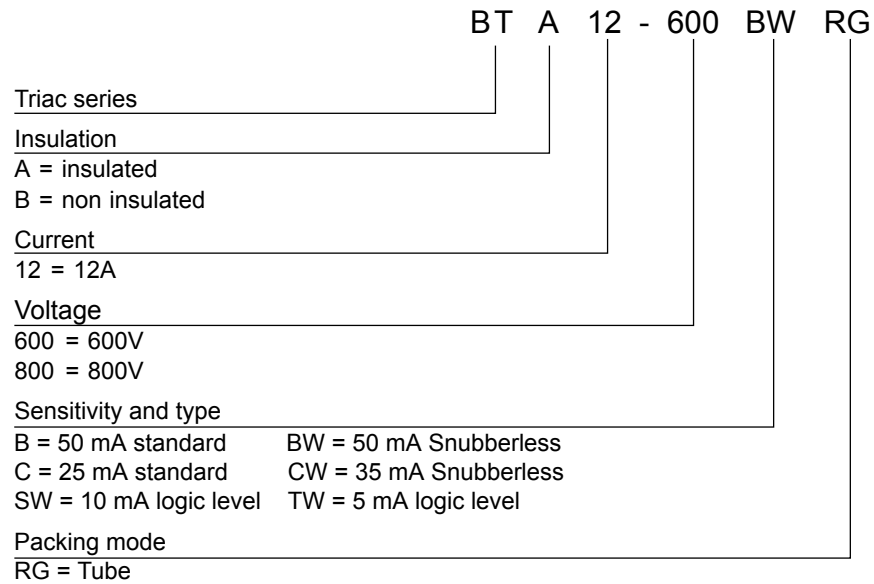 BT A 12 - 600 BW RG
Triac series
Insulation
A = insulated
B = non insulated
Current
12 = 12A
Voltage
600 = 600V
800 = 800V
Sensitivity and type
B = 50 mA standard BW = 50 mA Snubberless
C = 25 mA standard CW = 35 mA Snubberless
SW = 10 mA logic level TW = 5 mA logic level
Packing mode
RG = Tube